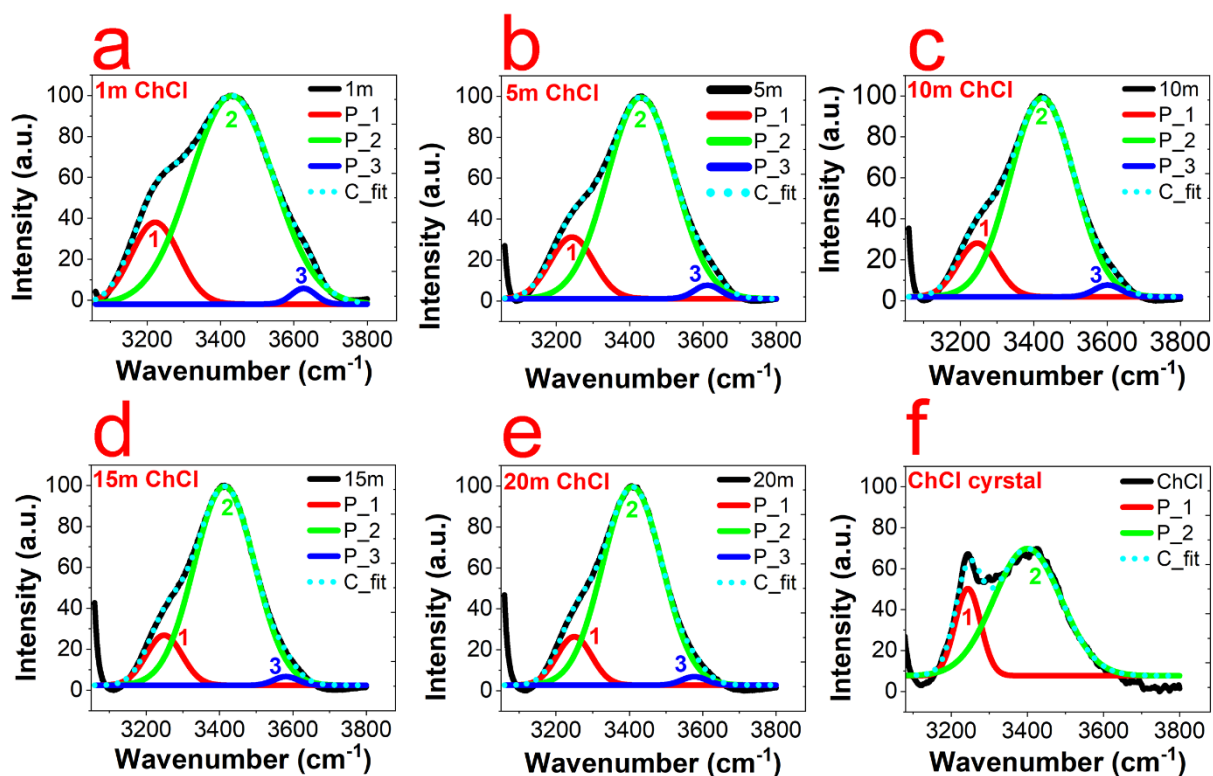 a
1m ChCl
1m
P_1
P_2
P_3
C_fit
1
2
3
Intensity (a.u.)
100
80
60
40
20
0
3200 3400 3600 3800
Wavenumber (cm-1)
b
5m ChCl
5m
P_1
P_2
P_3
C_fit
1
2
3
Intensity (a.u.)
100
80
60
40
20
0
3200 3400 3600 3800
Wavenumber (cm-1)
c
10m ChCl
10m
P_1
P_2
P_3
C_fit
1
2
3
Intensity (a.u.)
100
80
60
40
20
0
3200 3400 3600 3800
Wavenumber (cm-1)
d
15m ChCl
15m
P_1
P_2
P_3
C_fit
1
2
3
Intensity (a.u.)
100
80
60
40
20
0
3200 3400 3600 3800
Wavenumber (cm-1)
e
20m ChCl
20m
P_1
P_2
P_3
C_fit
1
2
3
Intensity (a.u.)
100
80
60
40
20
0
3200 3400 3600 3800
Wavenumber (cm-1)
f
ChCl cyrstal
ChCl
P_1
P_2
C_fit
1
2
Intensity (a.u.)
100
80
60
40
20
0
3200 3400 3600 3800
Wavenumber (cm-1)